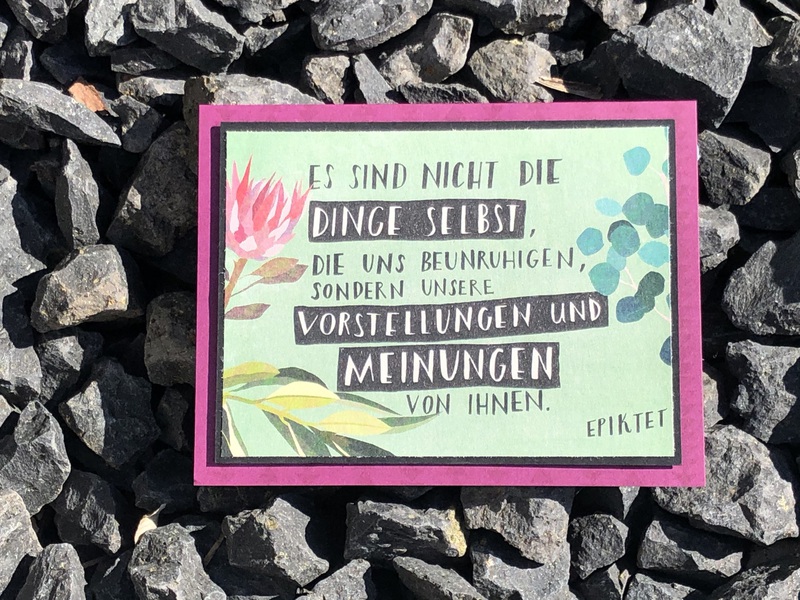 ES SIND NICHT DIE
DINGE SELBST,
DIE UNS BEUNRUHIGEN,
SONDERN UNSERE
VORSTELLUNGEN UND
MEINUNGEN
VON IHNEN.
EPIKTET